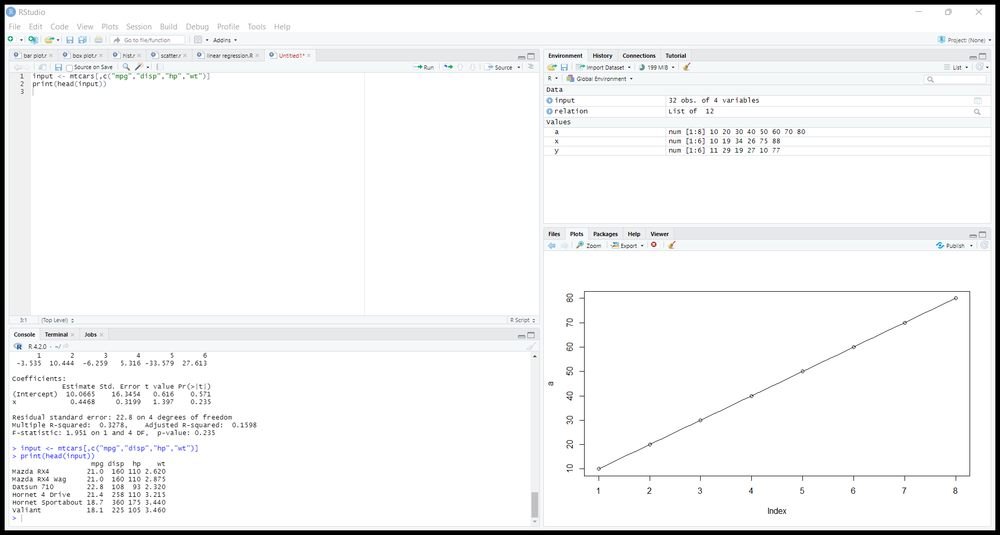 RStudio
File Edit Code View Plots Session Build Debug Profile Tools Help
Go to file/function Addins Project: (None)
bar plot.r box plot.r hist.r scatter.r linear regression.R Untitled1*
Source on Save Run Source
1 input <- mtcars[,c("mpg","disp","hp","wt")]
2 print(head(input))
3
3:1 (Top Level) R Script
Console Terminal Jobs
R 4.2.0 · ~/
1 2 3 4 5 6
-3.535 10.444 -6.259 5.316 -33.579 27.613
Coefficients:
Estimate Std. Error t value Pr(>|t|)
(Intercept) 10.0665 16.3454 0.616 0.571
x 0.4468 0.3199 1.397 0.235
Residual standard error: 22.8 on 4 degrees of freedom
Multiple R-squared: 0.3278, Adjusted R-squared: 0.1598
F-statistic: 1.951 on 1 and 4 DF, p-value: 0.235
> input <- mtcars[,c("mpg","disp","hp","wt")]
> print(head(input))
mpg disp hp wt
Mazda RX4 21.0 160 110 2.620
Mazda RX4 Wag 21.0 160 110 2.875
Datsun 710 22.8 108 93 2.320
Hornet 4 Drive 21.4 258 110 3.215
Hornet Sportabout 18.7 360 175 3.440
Valiant 18.1 225 105 3.460
>
Environment History Connections Tutorial
Import Dataset 199 MiB List
R Global Environment
Data
input 32 obs. of 4 variables
relation List of 12
Values
a num [1:8] 10 20 30 40 50 60 70 80
x num [1:6] 10 19 34 26 75 88
y num [1:6] 11 29 19 27 10 77
Files Plots Packages Help Viewer
Zoom Export Publish
80
70
60
50
40
30
20
10
a
1 2 3 4 5 6 7 8
Index